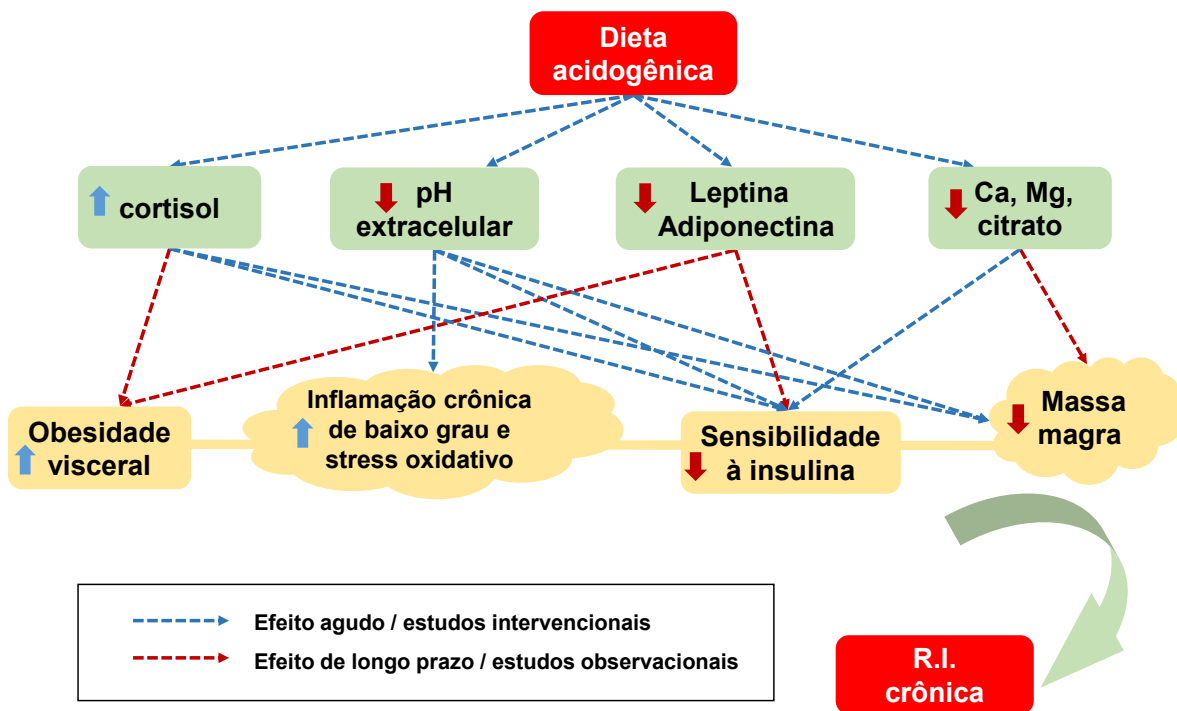 Dieta
acidogênica
cortisol
pH
extracelular
Leptina
Adiponectina
Ca, Mg,
citrato
Obesidade
visceral
Inflamação crônica
de baixo grau e
stress oxidativo
Sensibilidade
à insulina
Massa
magra
Efeito agudo / estudos intervencionais
Efeito de longo prazo / estudos observacionais
R.I.
crônica